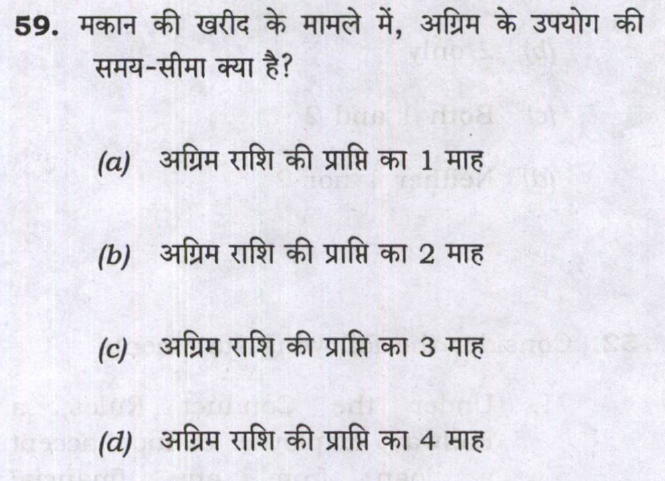 59. मकान की खरीद के मामले में, अग्रिम के उपयोग की
समय-सीमा क्या है?
(a) अग्रिम राशि की प्राप्ति का 1 माह
(b) अग्रिम राशि की प्राप्ति का 2 माह
(c) अग्रिम राशि की प्राप्ति का 3 माह
(d) अग्रिम राशि की प्राप्ति का 4 माह